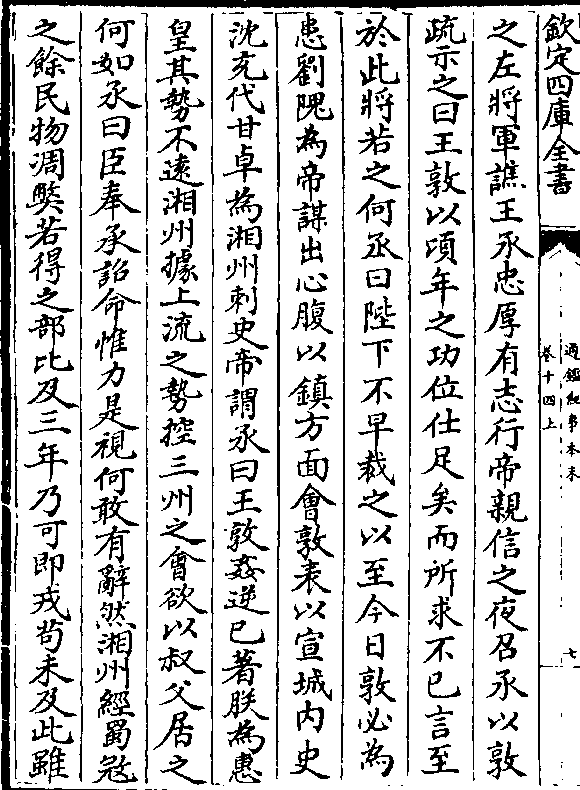 欽定四庫全書
通鑑紀事本末
卷十四上
七
之左將軍譙王氶忠厚有志行帝親信之夜召氶以敦
疏示之曰王敦以頃年之功位仕足矣而所求不已言至
於此將若之何氶曰陛下不早裁之以至今日敦必為
患劉隗為帝謀出心腹以鎮方面會敦表以宣城内史
沈充代甘卓為湘州刺史帝謂氶曰王敦姦逆已著朕為惠
皇其勢不遠湘州據上流之勢控三州之會欲以叔父居之
何如氶曰臣奉承詔命惟力是視何敢有辭然湘州經蜀寇
之餘民物凋弊若得之部比及三年乃可即戎苟未及此雖